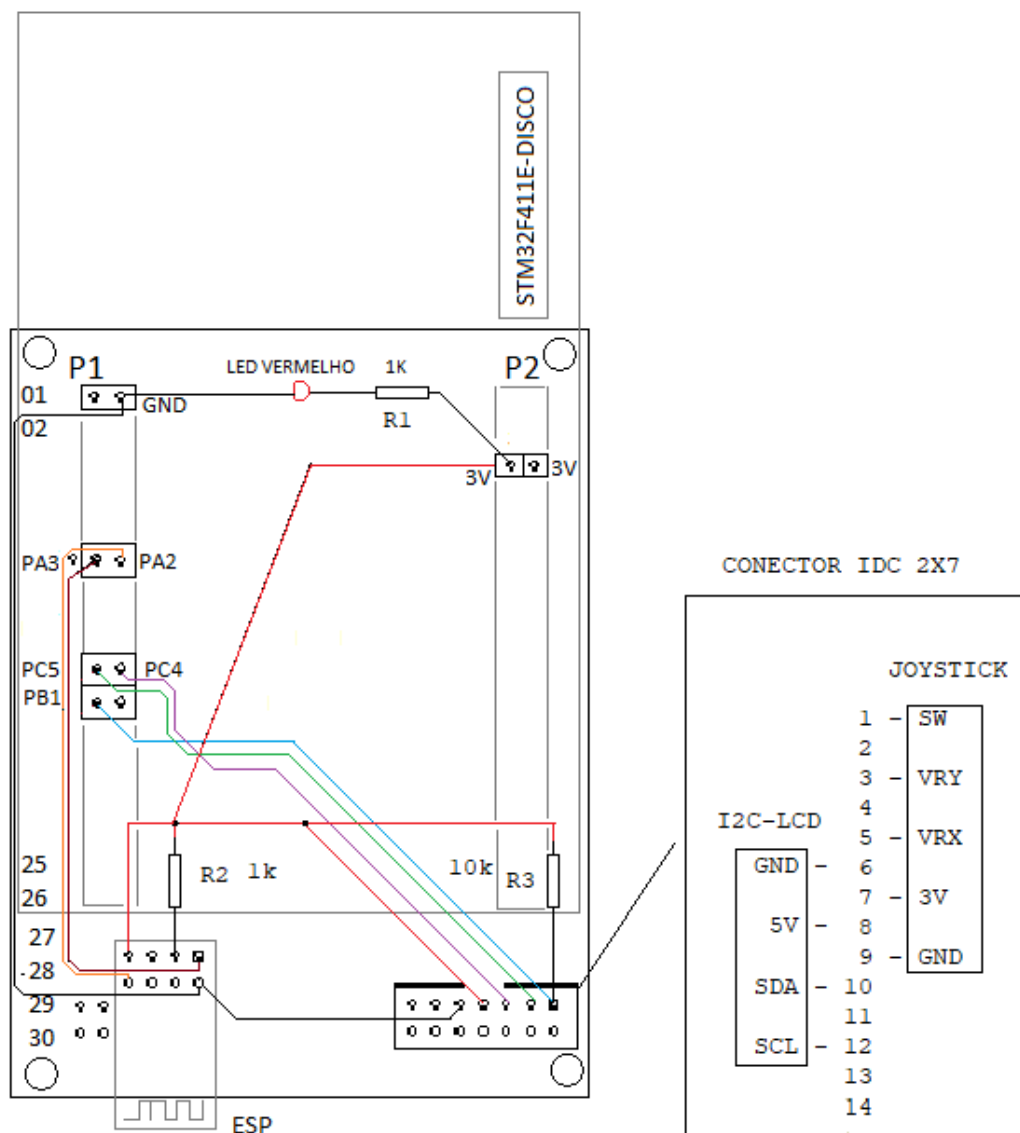 STM32F411E-DISCO
P1
LED VERMELHO
1K
P2
01
GND
R1
02
3V
3V
PA3
PA2
CONECTOR IDC 2X7
PC5
PC4
PB1
JOYSTICK
1 - SW
2
3 - VRY
4
I2C-LCD
5 - VRX
GND - 6
7 - 3V
5V - 8
9 - GND
SDA - 10
11
SCL - 12
13
14
25
R2 1k
10k R3
26
27
28
29
30
ESP